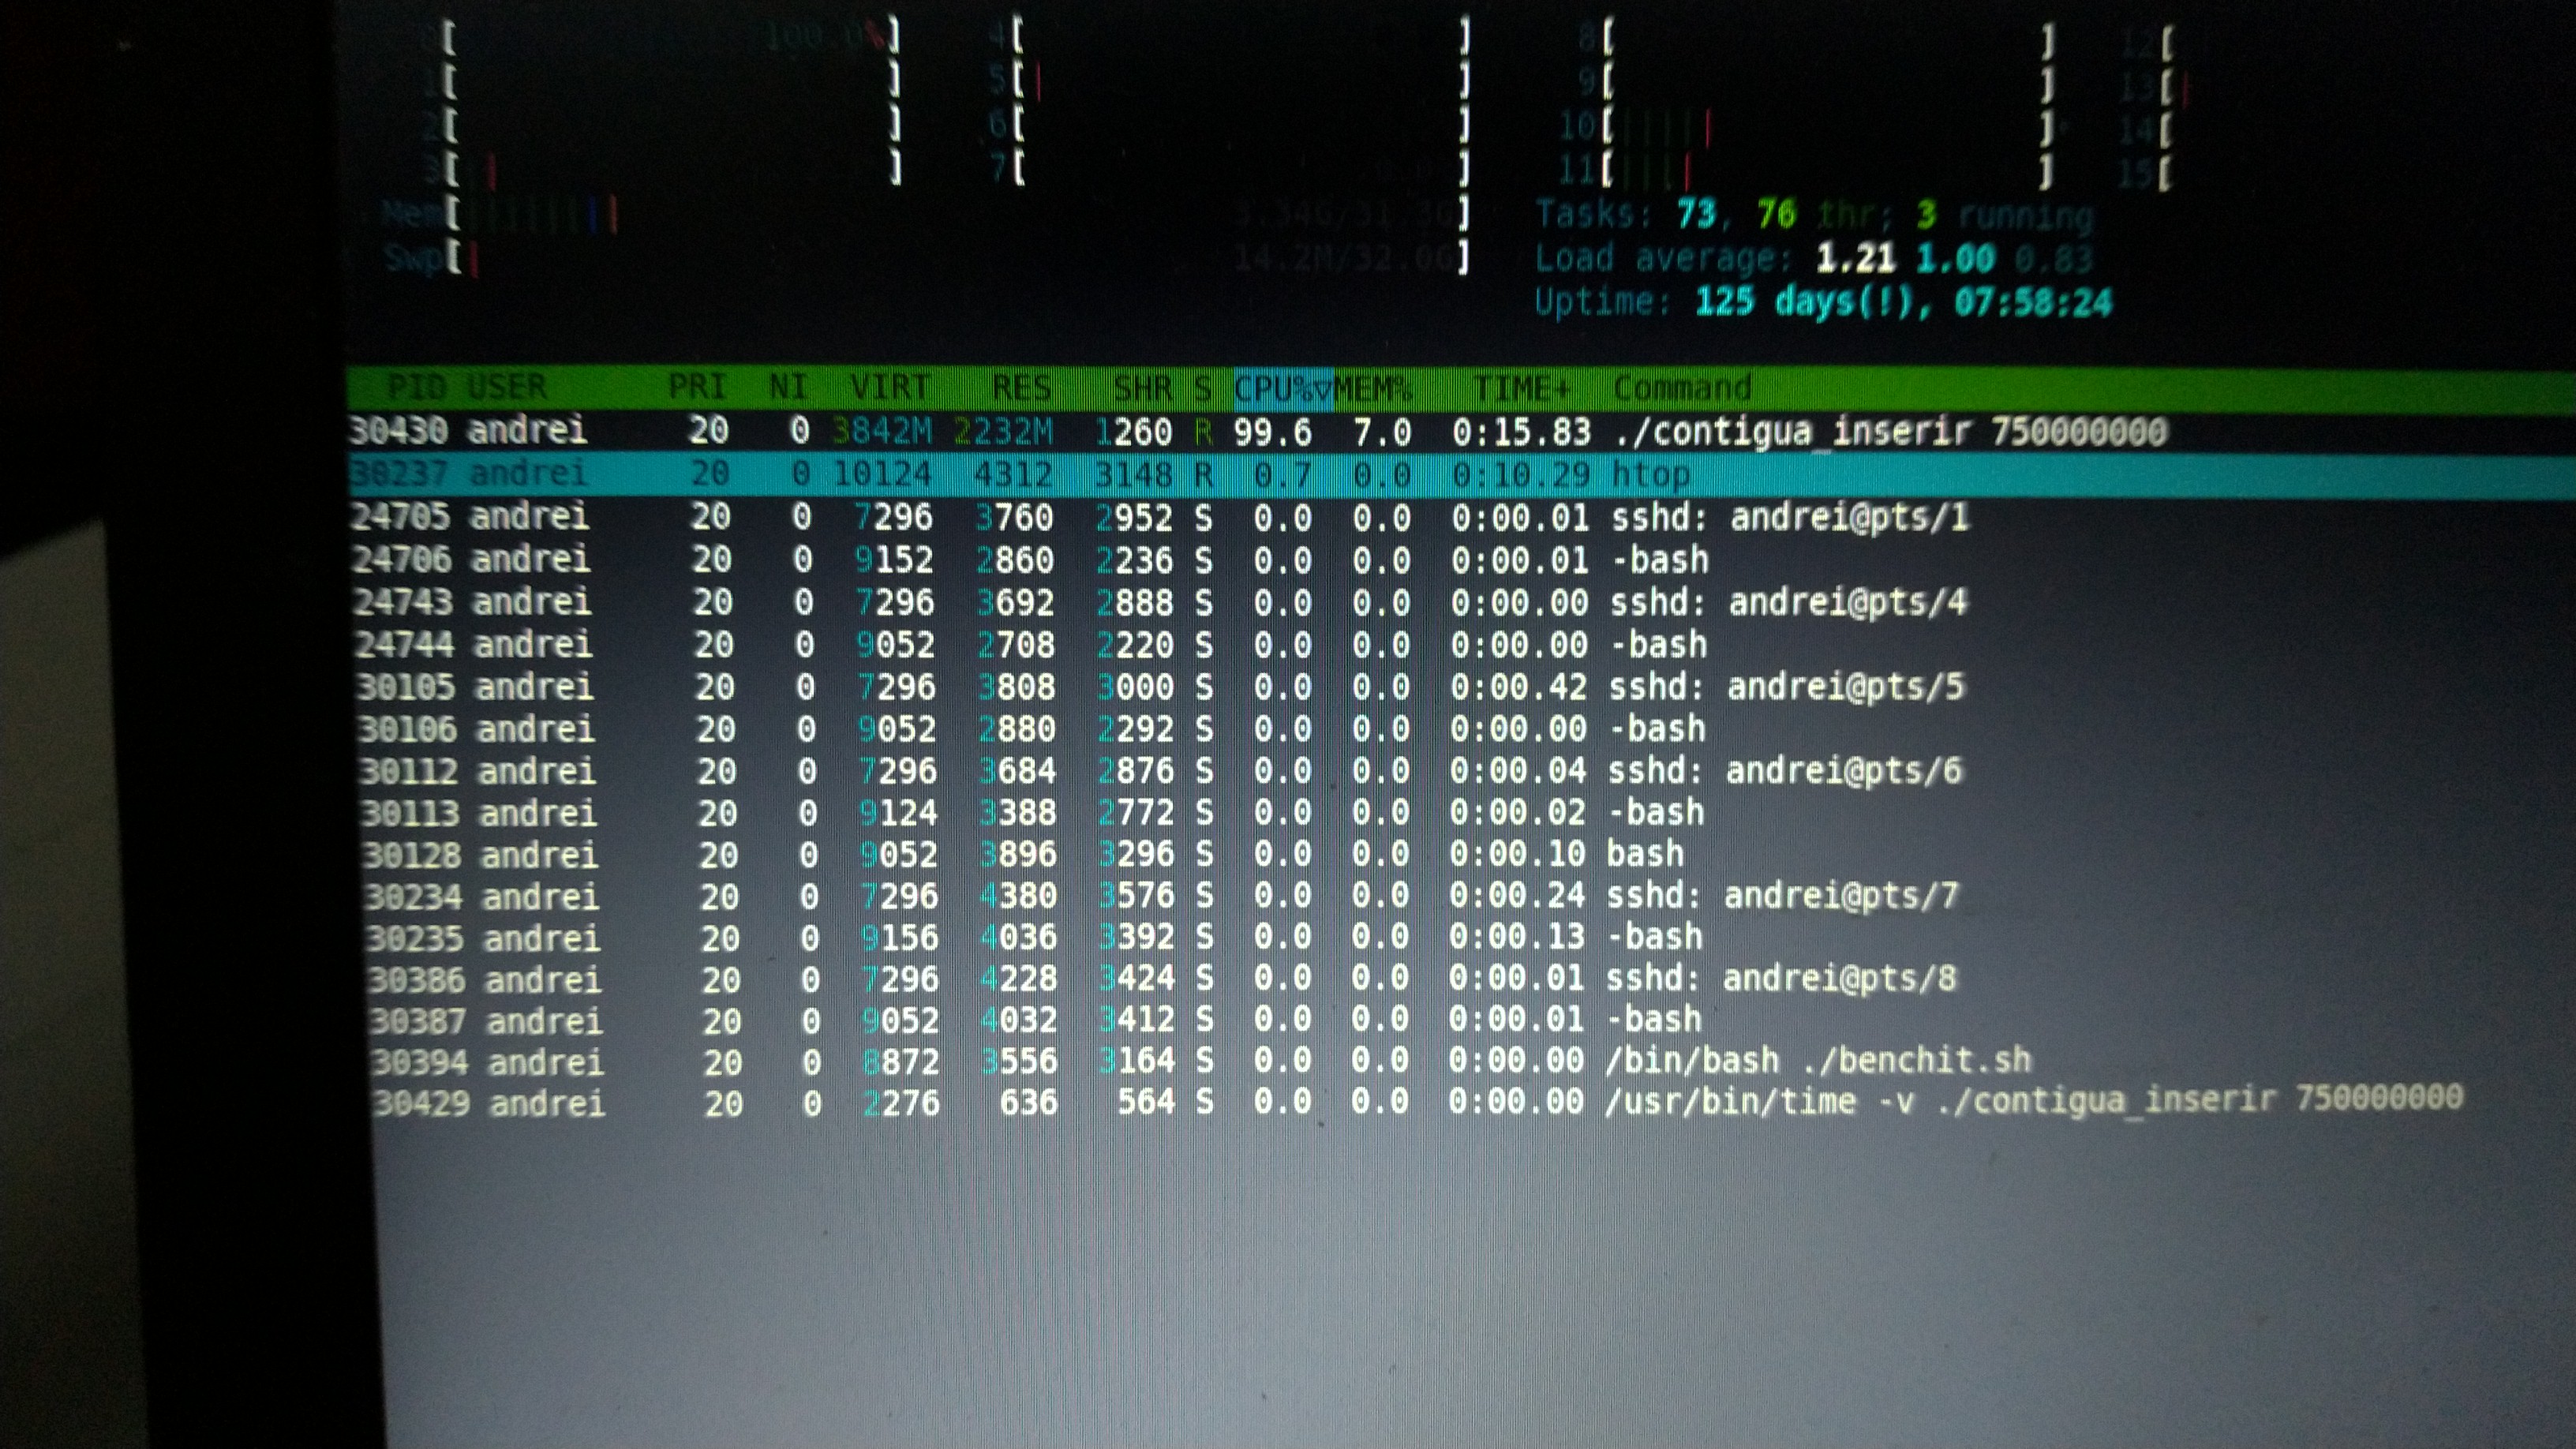 0[ 100.0%] 4[ ] 8[ ] 12[
1[ ] 5[| ] 9[ ] 13[|
2[ ] 6[ ] 10[|||||| ] 14[
3[| ] 7[ ] 11[||||| ] 15[
Mem[ 3.34G/31.3G] Tasks: 73, 76 thr; 3 running
Swp[| 14.2M/32.0G] Load average: 1.21 1.00 0.83
Uptime: 125 days(!), 07:58:24
PID USER PRI NI VIRT RES SHR S CPU%▽MEM% TIME+ Command
30430 andrei 20 0 3842M 2232M 1260 R 99.6 7.0 0:15.83 ./contigua_inserir 750000000
30237 andrei 20 0 10124 4312 3148 R 0.7 0.0 0:10.29 htop
24705 andrei 20 0 7296 3760 2952 S 0.0 0.0 0:00.01 sshd: andrei@pts/1
24706 andrei 20 0 9152 2860 2236 S 0.0 0.0 0:00.01 -bash
24743 andrei 20 0 7296 3692 2888 S 0.0 0.0 0:00.00 sshd: andrei@pts/4
24744 andrei 20 0 9052 2708 2220 S 0.0 0.0 0:00.00 -bash
30105 andrei 20 0 7296 3808 3000 S 0.0 0.0 0:00.42 sshd: andrei@pts/5
30106 andrei 20 0 9052 2880 2292 S 0.0 0.0 0:00.00 -bash
30112 andrei 20 0 7296 3684 2876 S 0.0 0.0 0:00.04 sshd: andrei@pts/6
30113 andrei 20 0 9124 3388 2772 S 0.0 0.0 0:00.02 -bash
30128 andrei 20 0 9052 3896 3296 S 0.0 0.0 0:00.10 bash
30234 andrei 20 0 7296 4380 3576 S 0.0 0.0 0:00.24 sshd: andrei@pts/7
30235 andrei 20 0 9156 4036 3392 S 0.0 0.0 0:00.13 -bash
30386 andrei 20 0 7296 4228 3424 S 0.0 0.0 0:00.01 sshd: andrei@pts/8
30387 andrei 20 0 9052 4032 3412 S 0.0 0.0 0:00.01 -bash
30394 andrei 20 0 8872 3556 3164 S 0.0 0.0 0:00.00 /bin/bash ./benchit.sh
30429 andrei 20 0 2276 636 564 S 0.0 0.0 0:00.00 /usr/bin/time -v ./contigua_inserir 750000000